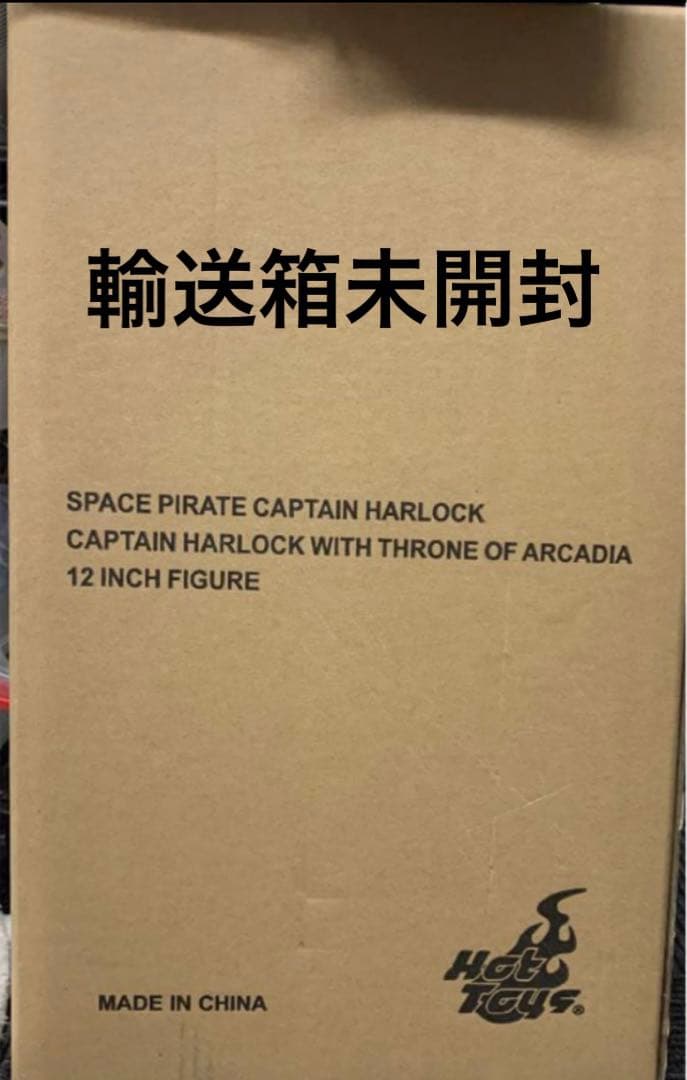 輸送箱未開封
SPACE PIRATE CAPTAIN HARLOCK
CAPTAIN HARLOCK WITH THRONE OF ARCADIA
12 INCH FIGURE
MADE IN CHINA
Hot
Toys®